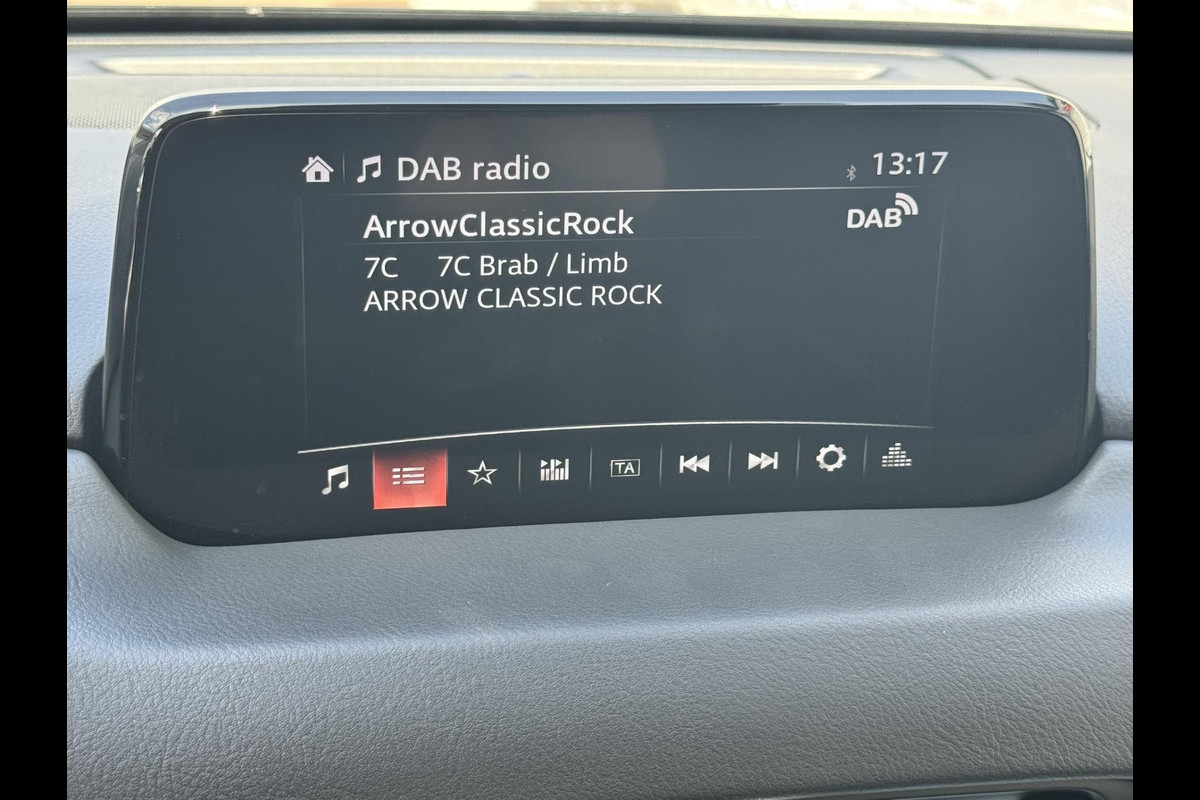 DAB radio 13:17
ArrowClassicRock DAB
7C 7C Brab / Limb
ARROW CLASSIC ROCK
TA